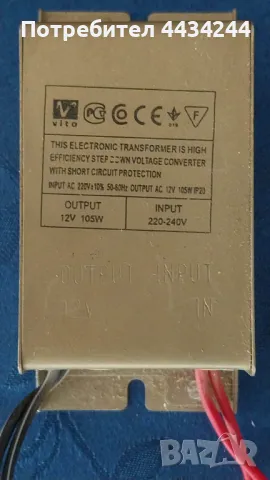 Потребител 4434244
vito
THIS ELECTRONIC TRANSFORMER IS HIGH
EFFICIENCY STEP DOWN VOLTAGE CONVERTER
WITH SHORT CIRCUIT PROTECTION
INPUT AC 220V±10% 50-60Hz OUTPUT AC 12V 105W IP20
OUTPUT
12V 105W
INPUT
220-240V
OUTPUT INPUT
IN
BAZAR